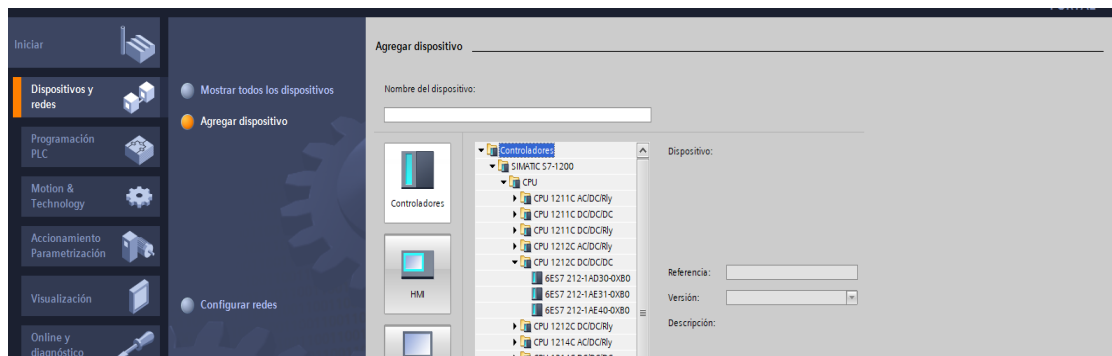 PORTAL
Iniciar
Dispositivos y
redes
Programación
PLC
Motion &
Technology
Accionamiento
Parametrización
Visualización
Online y
diagnóstico
Mostrar todos los dispositivos
Agregar dispositivo
Configurar redes
Agregar dispositivo
Nombre del dispositivo:
Controladores
HMI
Controladores
SIMATIC S7-1200
CPU
CPU 1211C AC/DC/Rly
CPU 1211C DC/DC/DC
CPU 1211C DC/DC/Rly
CPU 1212C AC/DC/Rly
CPU 1212C DC/DC/DC
6ES7 212-1AD30-0XB0
6ES7 212-1AE31-0XB0
6ES7 212-1AE40-0XB0
CPU 1212C DC/DC/Rly
CPU 1214C AC/DC/Rly
Dispositivo:
Referencia:
Versión:
Descripción: